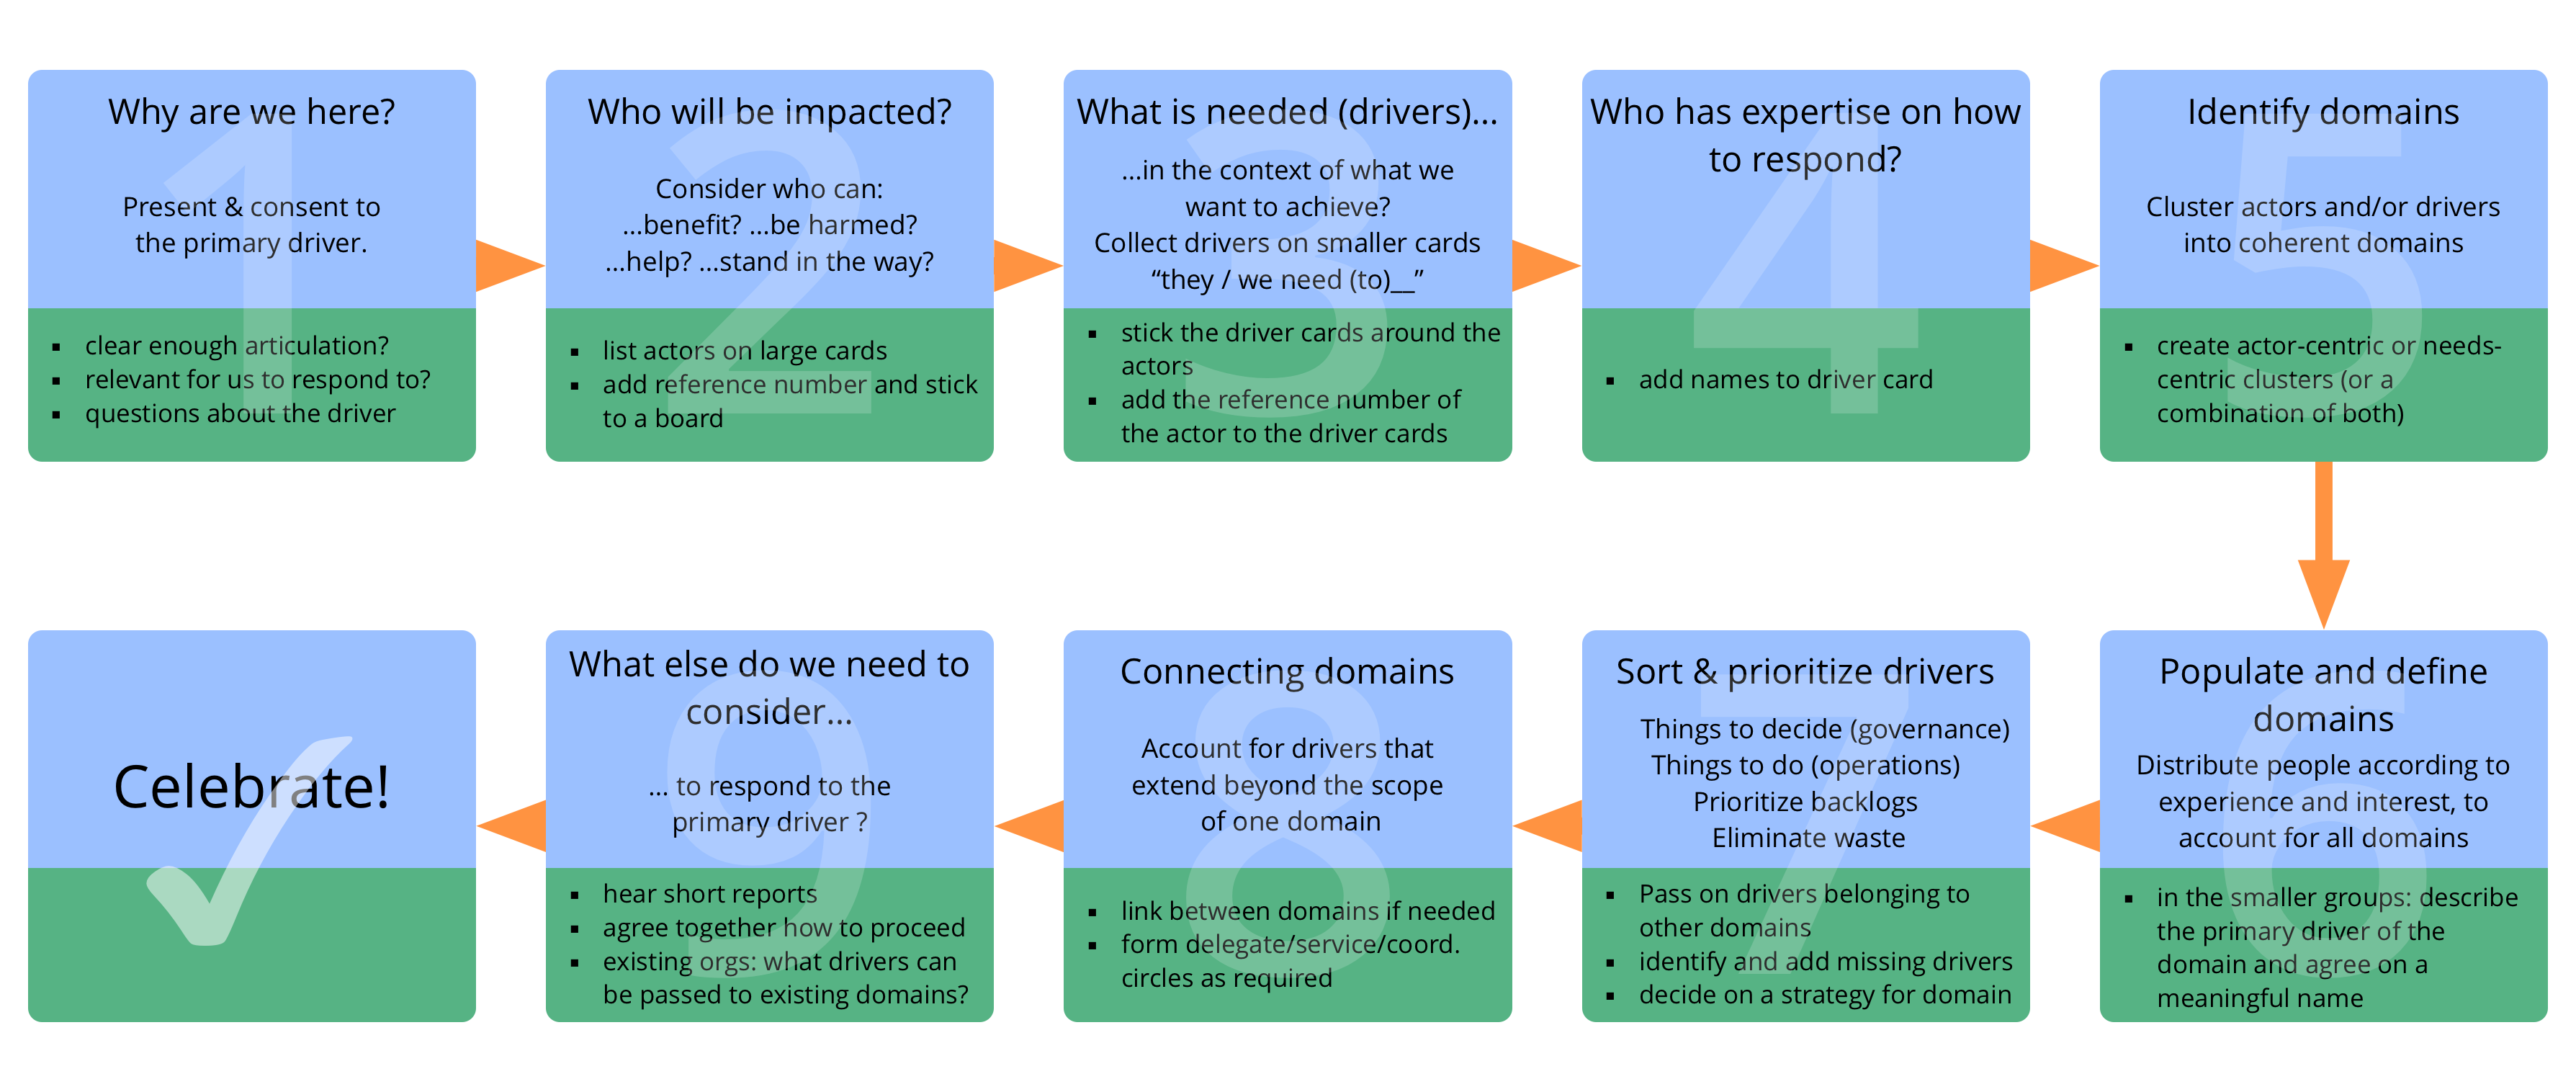 1
Why are we here?
Present & consent to
the primary driver.
▪ clear enough articulation?
▪ relevant for us to respond to?
▪ questions about the driver
2
Who will be impacted?
Consider who can:
...benefit? ...be harmed?
...help? ...stand in the way?
▪ list actors on large cards
▪ add reference number and stick
to a board
3
What is needed (drivers)...
...in the context of what we
want to achieve?
Collect drivers on smaller cards
“they / we need (to)__”
▪ stick the driver cards around the
actors
▪ add the reference number of
the actor to the driver cards
4
Who has expertise on how
to respond?
▪ add names to driver card
5
Identify domains
Cluster actors and/or drivers
into coherent domains
▪ create actor-centric or needs-
centric clusters (or a
combination of both)
6
Populate and define
domains
Distribute people according to
experience and interest, to
account for all domains
▪ in the smaller groups: describe
the primary driver of the
domain and agree on a
meaningful name
7
Sort & prioritize drivers
Things to decide (governance)
Things to do (operations)
Prioritize backlogs
Eliminate waste
▪ Pass on drivers belonging to
other domains
▪ identify and add missing drivers
▪ decide on a strategy for domain
8
Connecting domains
Account for drivers that
extend beyond the scope
of one domain
▪ link between domains if needed
▪ form delegate/service/coord.
circles as required
9
What else do we need to
consider...
... to respond to the
primary driver ?
▪ hear short reports
▪ agree together how to proceed
▪ existing orgs: what drivers can
be passed to existing domains?
Celebrate!